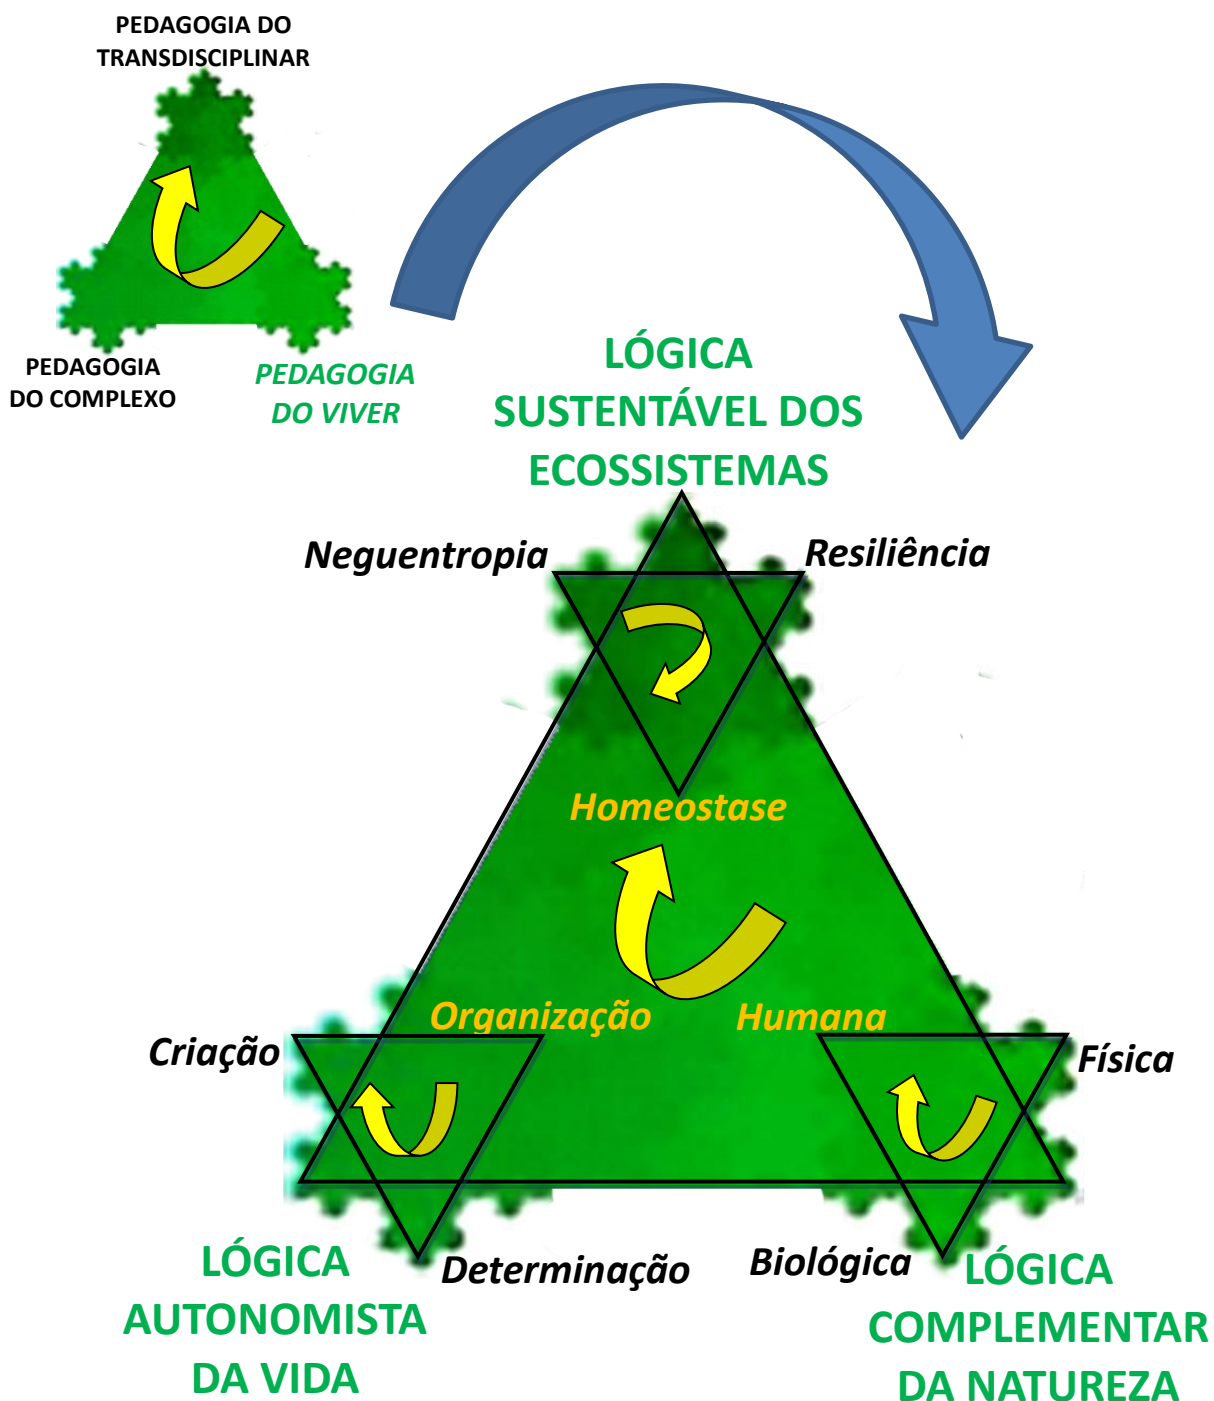 PEDAGOGIA DO
TRANSDISCIPLINAR
PEDAGOGIA
DO COMPLEXO
PEDAGOGIA
DO VIVER
LÓGICA
SUSTENTÁVEL DOS
ECOSSISTEMAS
Neguentropia
Resiliência
Homeostase
Organização
Humana
Criação
Física
Determinação
Biológica
LÓGICA
AUTONOMISTA
DA VIDA
LÓGICA
COMPLEMENTAR
DA NATUREZA